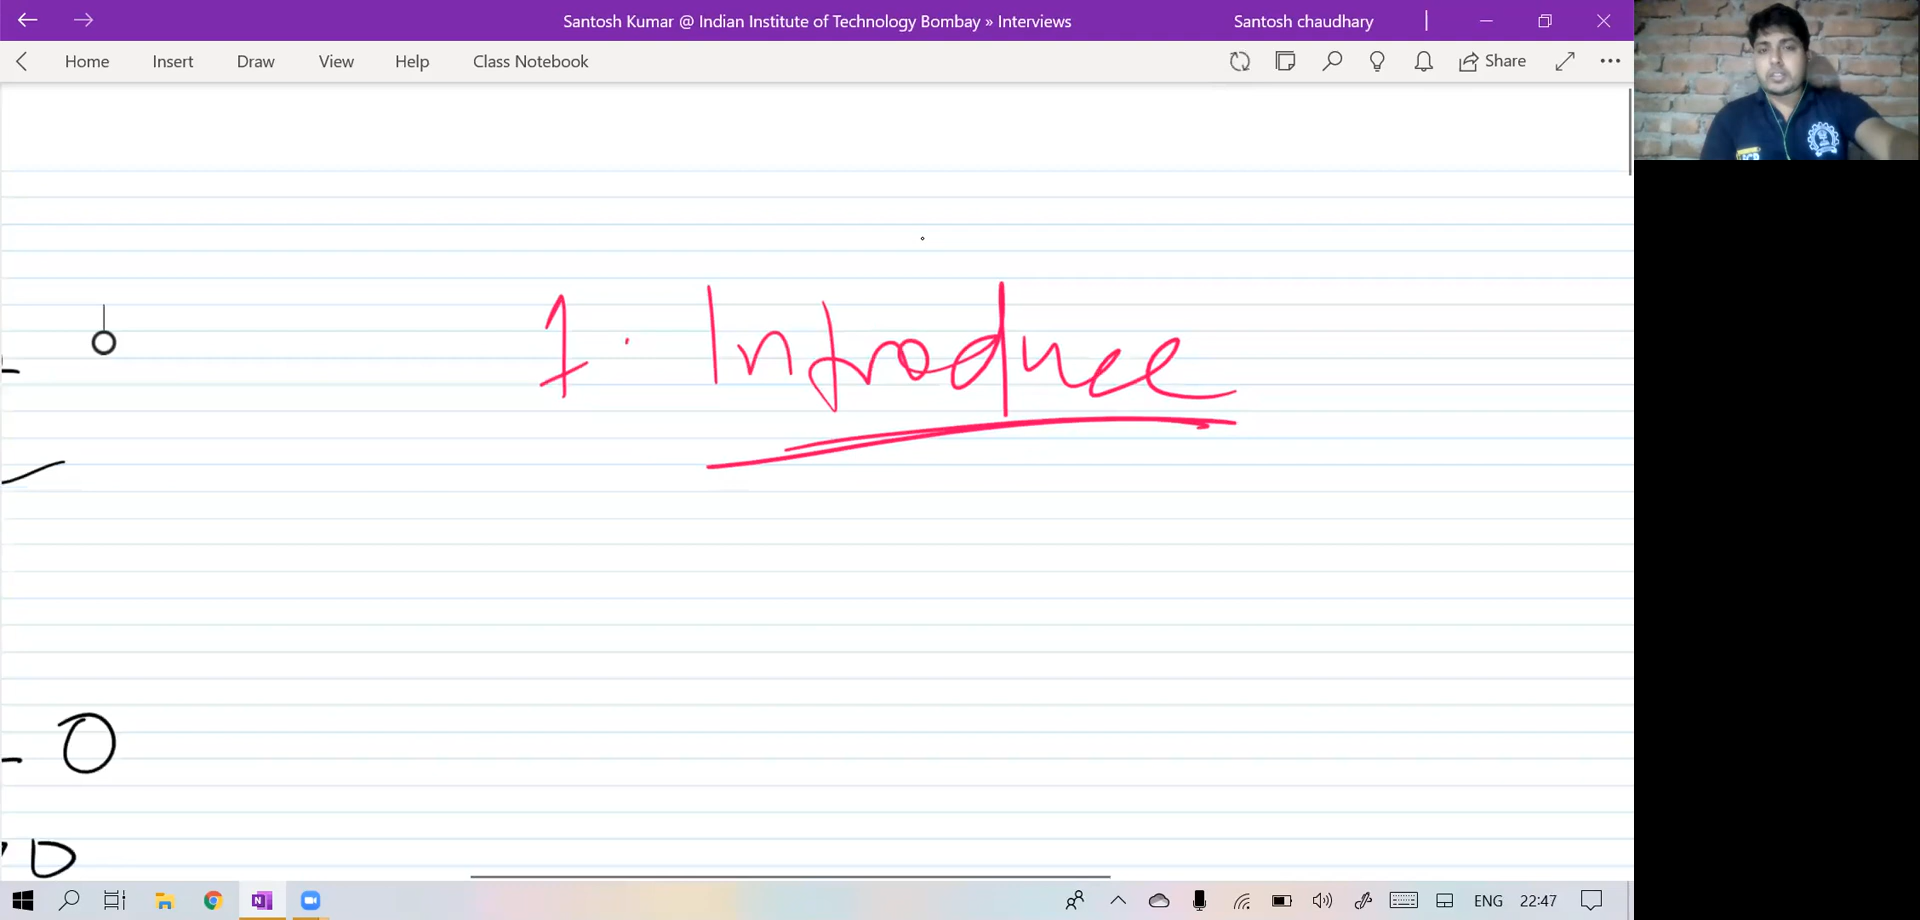 Santosh Kumar @ Indian Institute of Technology Bombay » Interviews Santosh chaudhary
Home Insert Draw View Help Class Notebook Share
1. Introduce
O
D
ENG 22:47